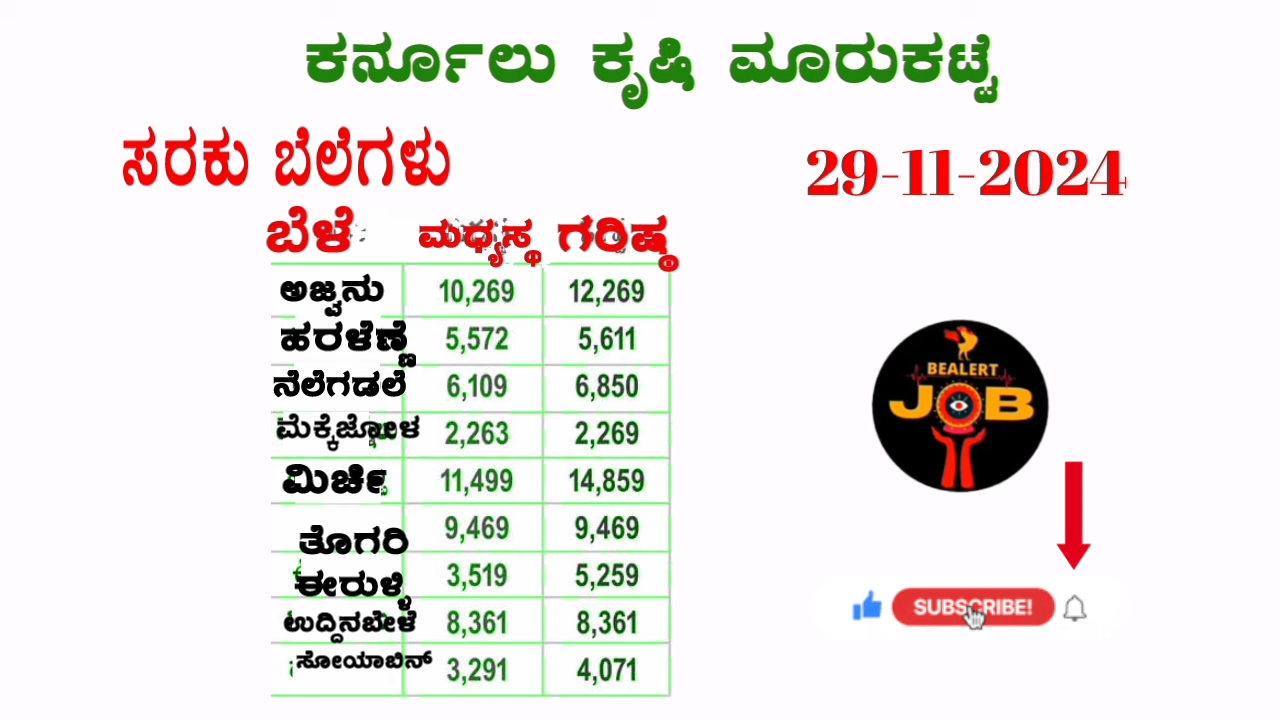 ಕರ್ನೂಲು ಕೃಷಿ ಮಾರುಕಟ್ಟೆ
ಸರಕು ಬೆಲೆಗಳು 29-11-2024
ಬೆಳೆ ಮಧ್ಯಸ್ಥ ಗರಿಷ್ಠ
ಅಜ್ವನು 10,269 12,269
ಹರಳೆಣ್ಣೆ 5,572 5,611
ನೆಲೆಗಡಲೆ 6,109 6,850
ಮೆಕ್ಕೆಜೋಳ 2,263 2,269
ಮಿರ್ಚಿ 11,499 14,859
ತೊಗರಿ 9,469 9,469
ಈರುಳ್ಳಿ 3,519 5,259
ಉದ್ದಿನಬೇಳೆ 8,361 8,361
ಸೋಯಾಬಿನ್ 3,291 4,071
BEALERT
JOB
SUBSCRIBE!